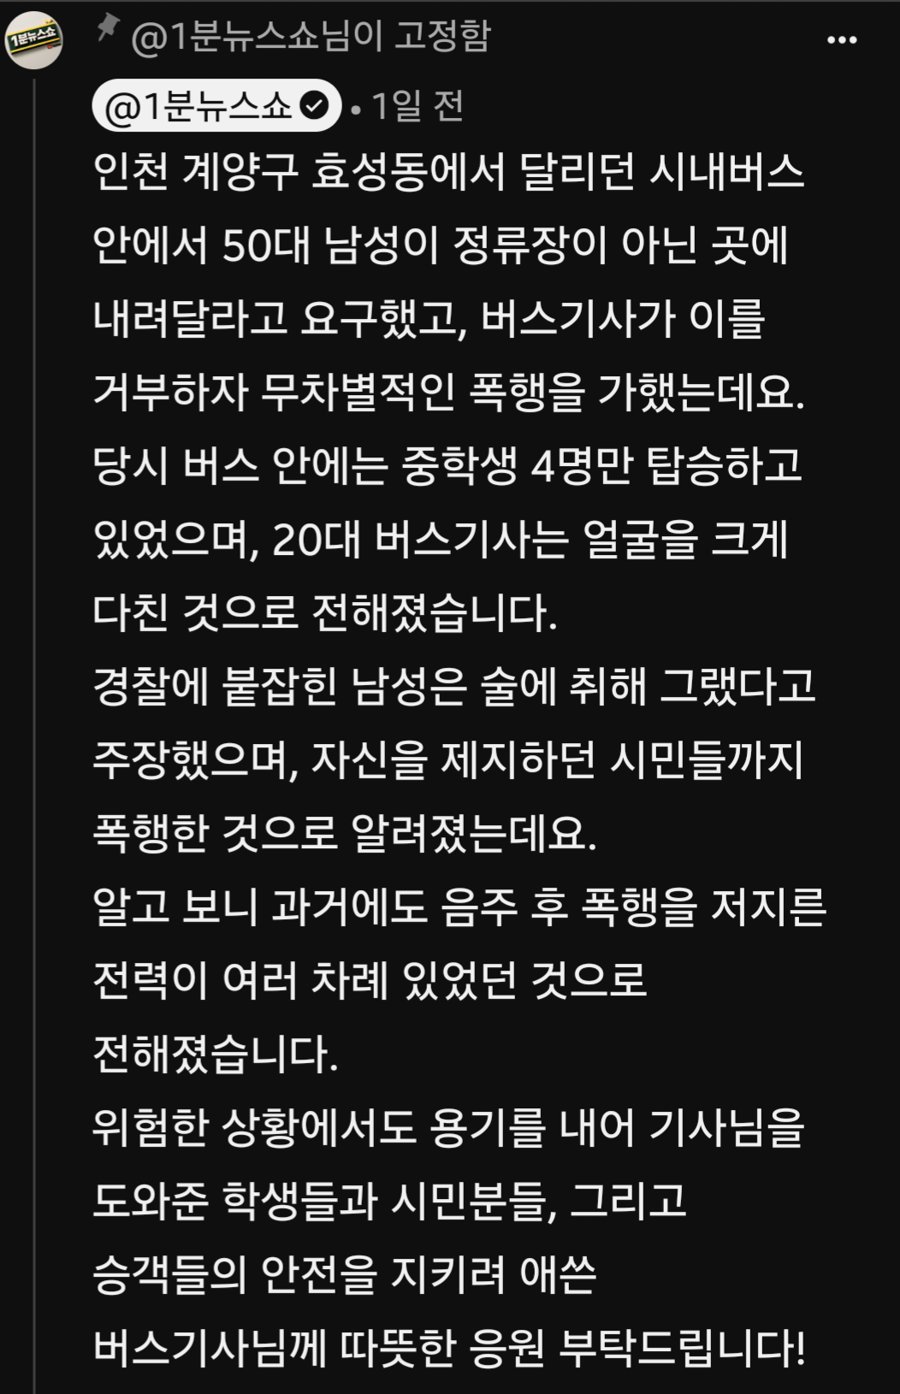 1분뉴스쇼
@1분뉴스쇼님이 고정함
@1분뉴스쇼 • 1일 전
인천 계양구 효성동에서 달리던 시내버스
안에서 50대 남성이 정류장이 아닌 곳에
내려달라고 요구했고, 버스기사가 이를
거부하자 무차별적인 폭행을 가했는데요.
당시 버스 안에는 중학생 4명만 탑승하고
있었으며, 20대 버스기사는 얼굴을 크게
다친 것으로 전해졌습니다.
경찰에 붙잡힌 남성은 술에 취해 그랬다고
주장했으며, 자신을 제지하던 시민들까지
폭행한 것으로 알려졌는데요.
알고 보니 과거에도 음주 후 폭행을 저지른
전력이 여러 차례 있었던 것으로
전해졌습니다.
위험한 상황에서도 용기를 내어 기사님을
도와준 학생들과 시민분들, 그리고
승객들의 안전을 지키려 애쓴
버스기사님께 따뜻한 응원 부탁드립니다!